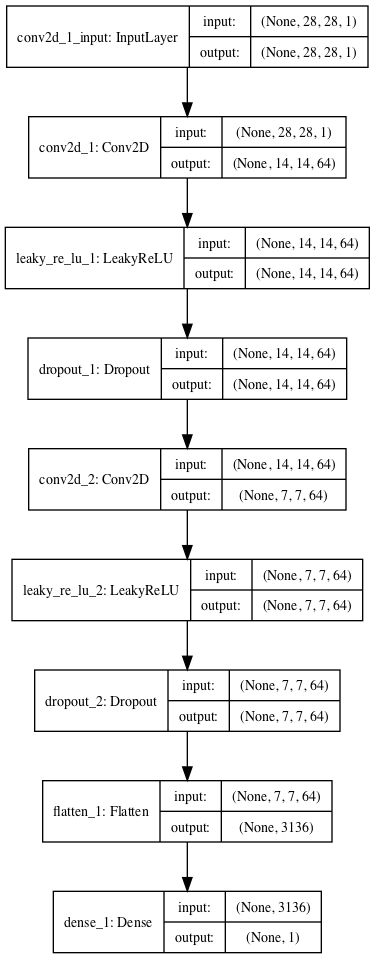 conv2d_1_input: InputLayer
input: (None, 28, 28, 1)
output: (None, 28, 28, 1)
conv2d_1: Conv2D
input: (None, 28, 28, 1)
output: (None, 14, 14, 64)
leaky_re_lu_1: LeakyReLU
input: (None, 14, 14, 64)
output: (None, 14, 14, 64)
dropout_1: Dropout
input: (None, 14, 14, 64)
output: (None, 14, 14, 64)
conv2d_2: Conv2D
input: (None, 14, 14, 64)
output: (None, 7, 7, 64)
leaky_re_lu_2: LeakyReLU
input: (None, 7, 7, 64)
output: (None, 7, 7, 64)
dropout_2: Dropout
input: (None, 7, 7, 64)
output: (None, 7, 7, 64)
flatten_1: Flatten
input: (None, 7, 7, 64)
output: (None, 3136)
dense_1: Dense
input: (None, 3136)
output: (None, 1)